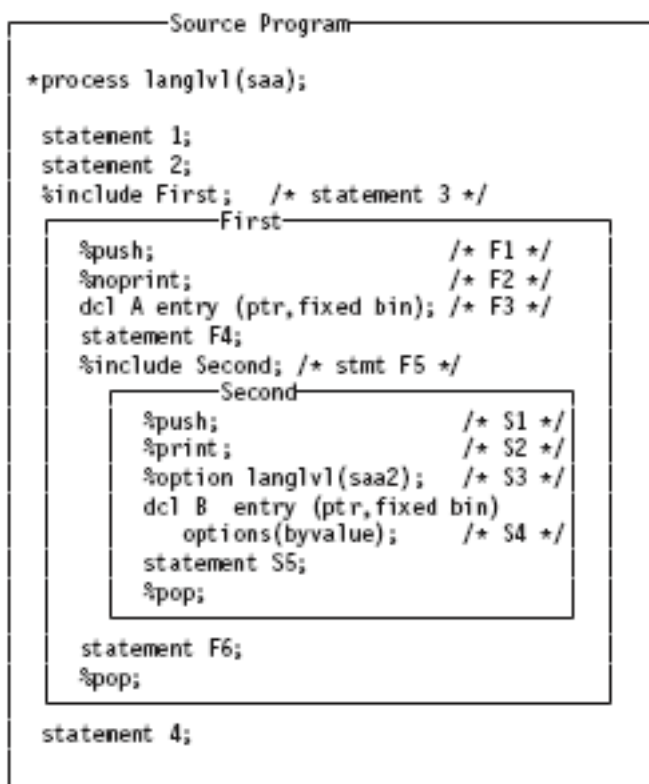 Source Program
*process langlvl(saa);
statement 1;
statement 2;
%include First; /* statement 3 */
First
%push; /* F1 */
%noprint; /* F2 */
dcl A entry (ptr,fixed bin); /* F3 */
statement F4;
%include Second; /* stmt F5 */
Second
%push; /* S1 */
%print; /* S2 */
%option langlvl(saa2); /* S3 */
dcl B entry (ptr,fixed bin)
options(byvalue); /* S4 */
statement S5;
%pop;
statement F6;
%pop;
statement 4;